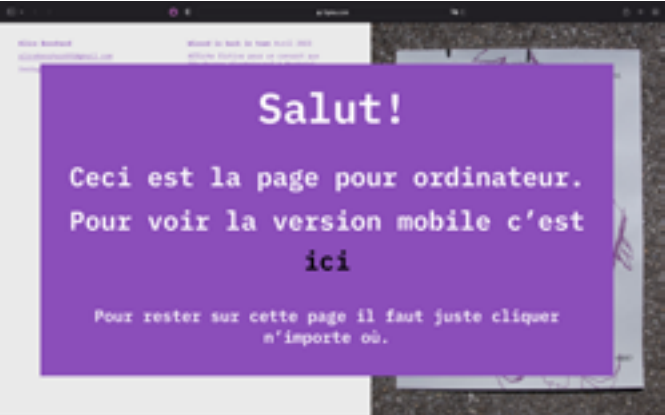 Salut!
Ceci est la page pour ordinateur.
Pour voir la version mobile c’est
ici
Pour rester sur cette page il faut juste cliquer
n’importe où.